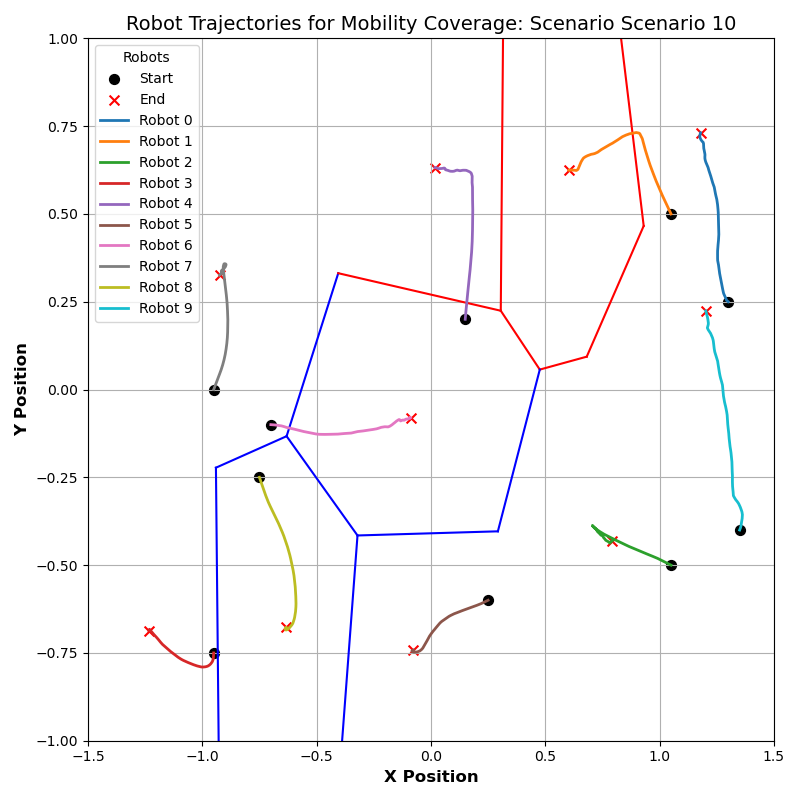 Robot Trajectories for Mobility Coverage: Scenario Scenario 10
Robots
Start
End
Robot 0
Robot 1
Robot 2
Robot 3
Robot 4
Robot 5
Robot 6
Robot 7
Robot 8
Robot 9
1.00
0.75
0.50
0.25
0.00
−0.25
−0.50
−0.75
−1.00
Y Position
−1.5
−1.0
−0.5
0.0
0.5
1.0
1.5
X Position